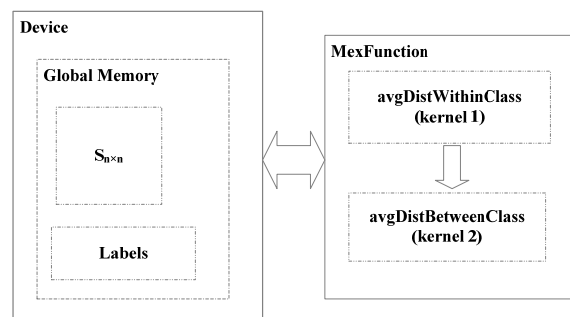 Device
Global Memory
Sn×n
Labels
MexFunction
avgDistWithinClass
(kernel 1)
avgDistBetweenClass
(kernel 2)